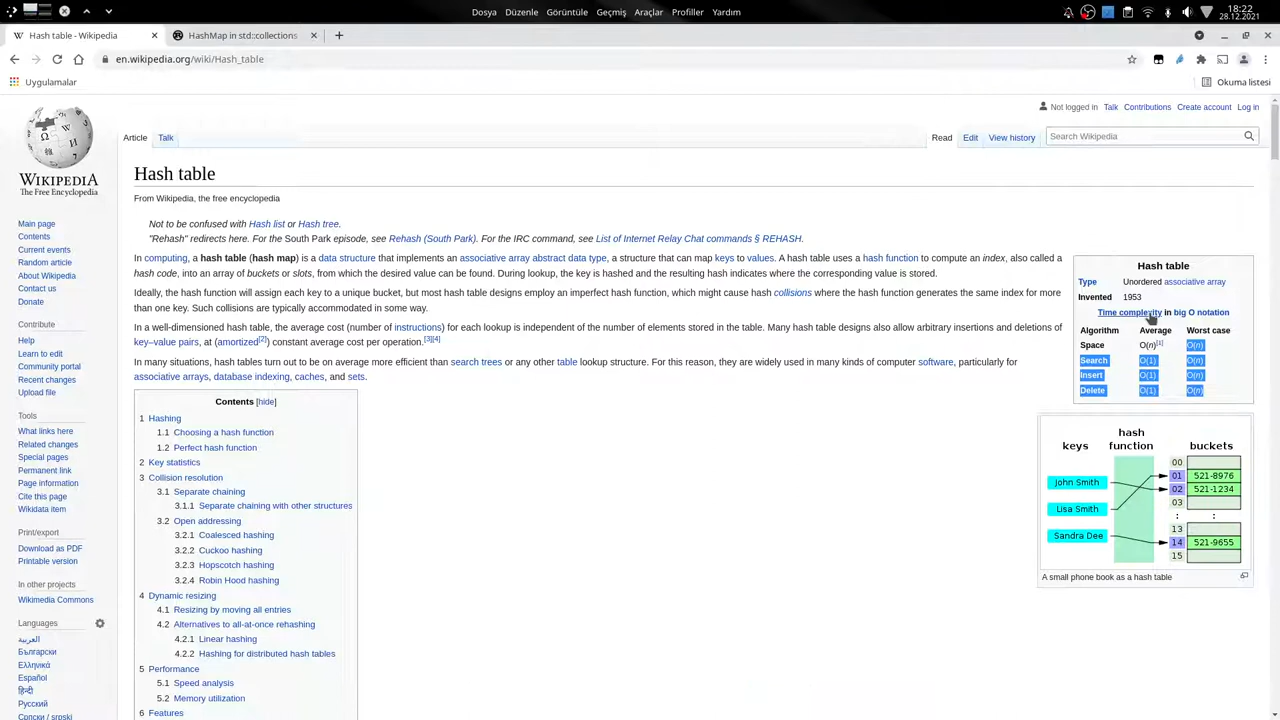 Dosya Düzenle Görüntüle Geçmiş Araçlar Profiller Yardım
18:22
28.12.2021
Hash table - Wikipedia
HashMap in std::collections
en.wikipedia.org/wiki/Hash_table
Uygulamalar
Okuma listesi
Not logged in Talk Contributions Create account Log in
Article Talk
Read Edit View history
Search Wikipedia
WIKIPEDIA
The Free Encyclopedia
Main page
Contents
Current events
Random article
About Wikipedia
Contact us
Donate
Contribute
Help
Learn to edit
Community portal
Recent changes
Upload file
Tools
What links here
Related changes
Special pages
Permanent link
Page information
Cite this page
Wikidata item
Print/export
Download as PDF
Printable version
In other projects
Wikimedia Commons
Languages
العربية
Български
Ελληνικά
Español
हिन्दी
Русский
Српски / srpski
Hash table
From Wikipedia, the free encyclopedia
Not to be confused with Hash list or Hash tree.
"Rehash" redirects here. For the South Park episode, see Rehash (South Park). For the IRC command, see List of Internet Relay Chat commands § REHASH.
In computing, a hash table (hash map) is a data structure that implements an associative array abstract data type, a structure that can map keys to values. A hash table uses a hash function to compute an index, also called a
hash code, into an array of buckets or slots, from which the desired value can be found. During lookup, the key is hashed and the resulting hash indicates where the corresponding value is stored.
Ideally, the hash function will assign each key to a unique bucket, but most hash table designs employ an imperfect hash function, which might cause hash collisions where the hash function generates the same index for more
than one key. Such collisions are typically accommodated in some way.
In a well-dimensioned hash table, the average cost (number of instructions) for each lookup is independent of the number of elements stored in the table. Many hash table designs also allow arbitrary insertions and deletions of
key–value pairs, at (amortized[2]) constant average cost per operation.[3][4]
In many situations, hash tables turn out to be on average more efficient than search trees or any other table lookup structure. For this reason, they are widely used in many kinds of computer software, particularly for
associative arrays, database indexing, caches, and sets.
Contents [hide]
1 Hashing
1.1 Choosing a hash function
1.2 Perfect hash function
2 Key statistics
3 Collision resolution
3.1 Separate chaining
3.1.1 Separate chaining with other structures
3.2 Open addressing
3.2.1 Coalesced hashing
3.2.2 Cuckoo hashing
3.2.3 Hopscotch hashing
3.2.4 Robin Hood hashing
4 Dynamic resizing
4.1 Resizing by moving all entries
4.2 Alternatives to all-at-once rehashing
4.2.1 Linear hashing
4.2.2 Hashing for distributed hash tables
5 Performance
5.1 Speed analysis
5.2 Memory utilization
6 Features
Hash table
Type Unordered associative array
Invented 1953
Time complexity in big O notation
Algorithm Average Worst case
Space O(n)[1] O(n)
Search O(1) O(n)
Insert O(1) O(n)
Delete O(1) O(n)
keys hash function buckets
John Smith
Lisa Smith
Sandra Dee
00
01 521-8976
02 521-1234
03
: :
13
14 521-9655
15
A small phone book as a hash table